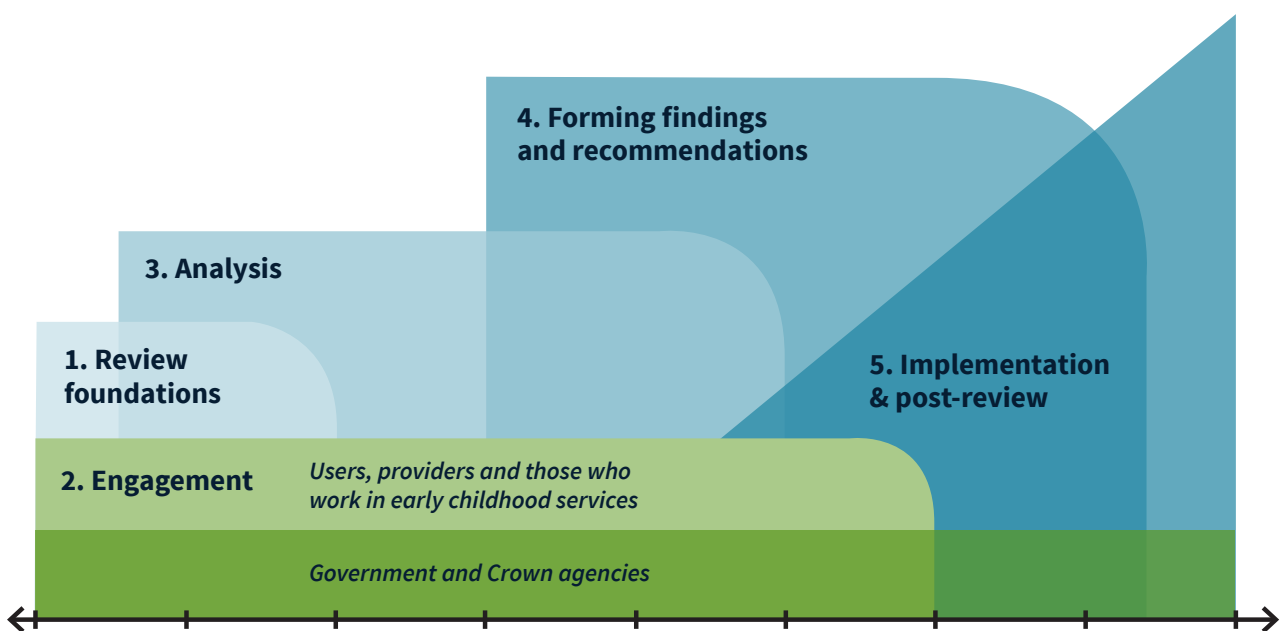 4. Forming findings
and recommendations
3. Analysis
1. Review
foundations
5. Implementation
& post-review
2. Engagement
Users, providers and those who
work in early childhood services
Government and Crown agencies